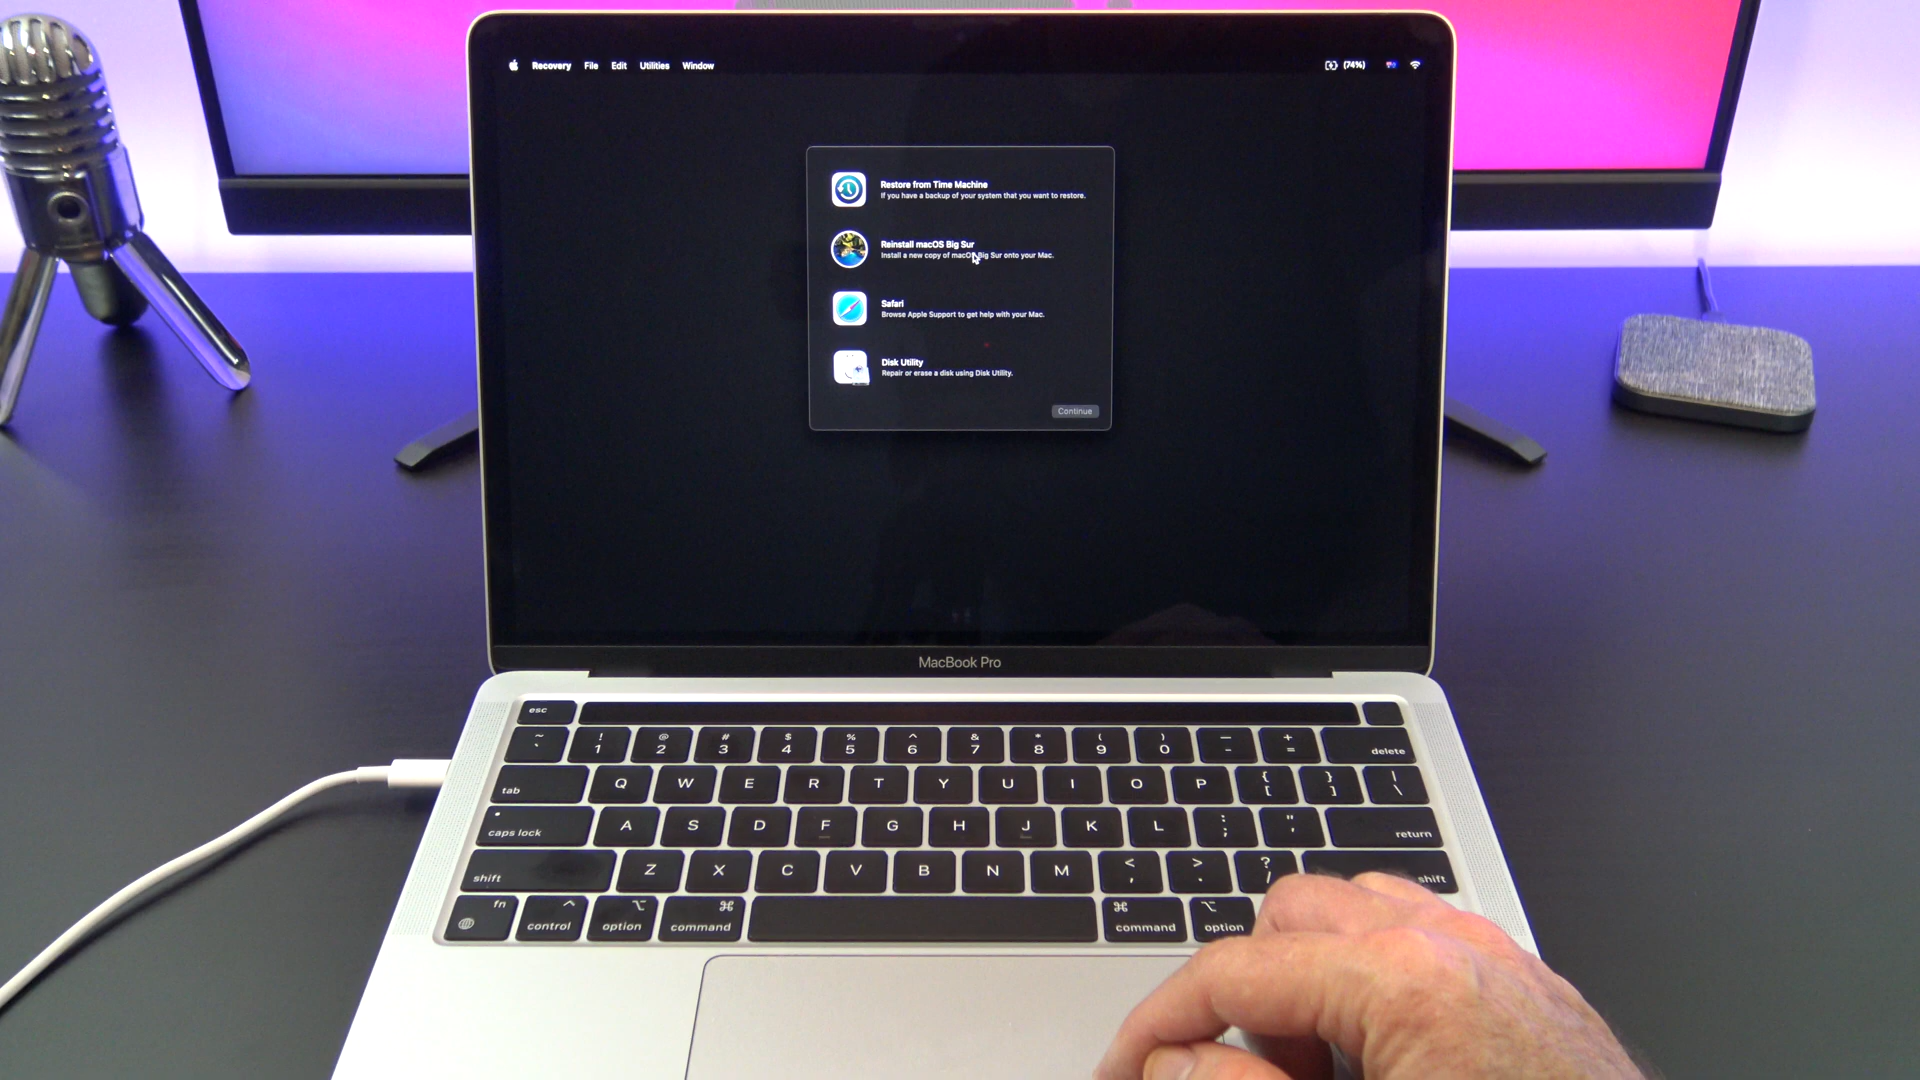 Recovery File Edit Utilities Window (74%)
Restore from Time Machine
If you have a backup of your system that you want to restore.
Reinstall macOS Big Sur
Install a new copy of macOS Big Sur onto your Mac.
Safari
Browse Apple Support to get help with your Mac.
Disk Utility
Repair or erase a disk using Disk Utility.
Continue
MacBook Pro
esc
~ ! @ # $ % ^ & * ( ) — +
` 1 2 3 4 5 6 7 8 9 0 - = delete
tab Q W E R T Y U I O P { [ } ] | \
caps lock A S D F G H J K L : ; " ' return
shift Z X C V B N M < , > . ? / shift
fn ^ ⌥ ⌘ ⌘ ⌥
control option command command option